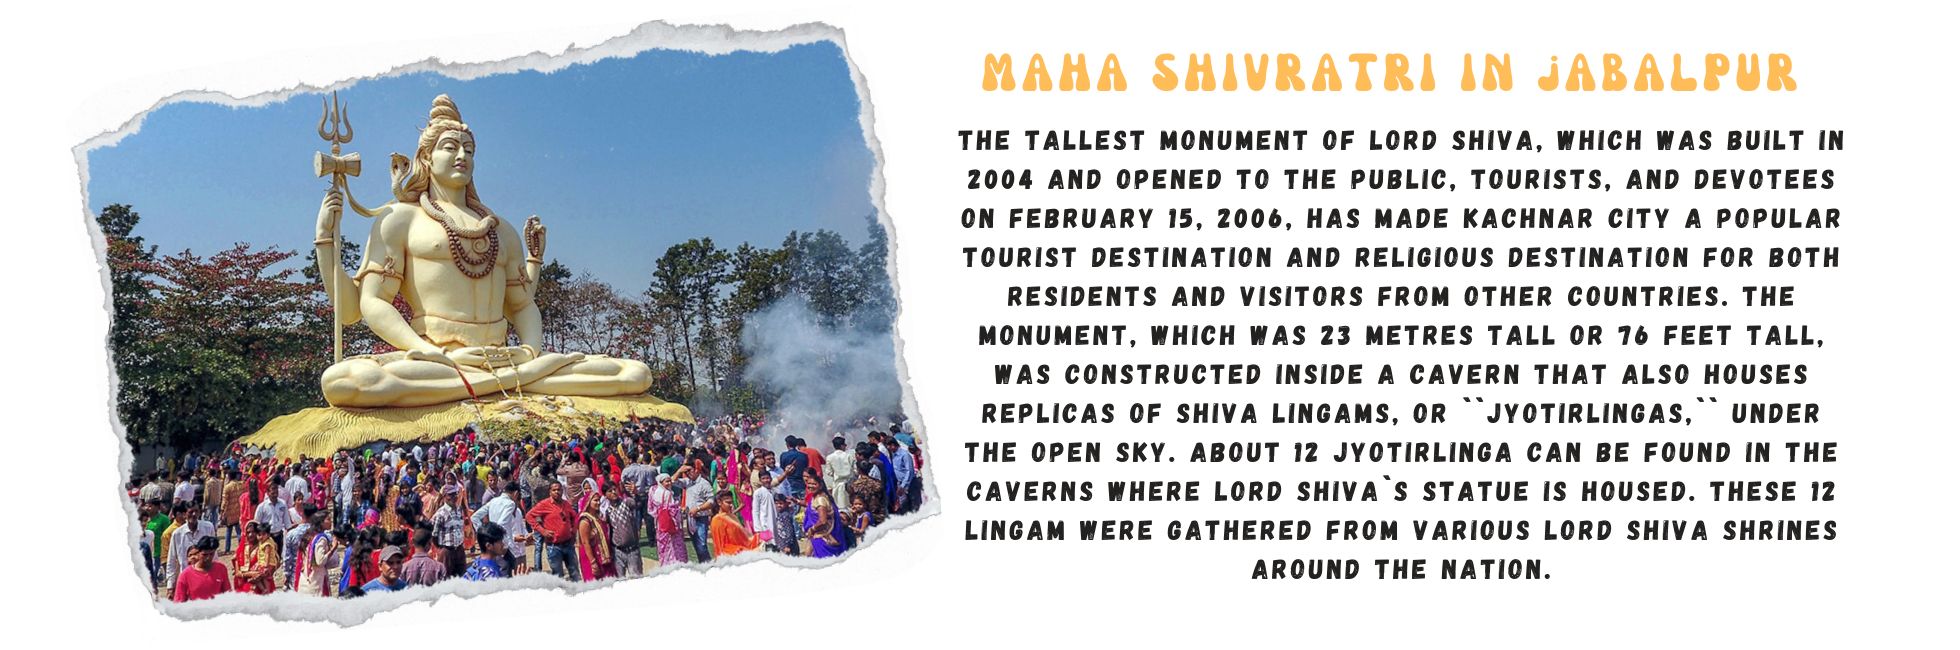 MAHA SHIVRATRI IN jABALPUR
THE TALLEST MONUMENT OF LORD SHIVA, WHICH WAS BUILT IN
2004 AND OPENED TO THE PUBLIC, TOURISTS, AND DEVOTEES
ON FEBRUARY 15, 2006, HAS MADE KACHNAR CITY A POPULAR
TOURIST DESTINATION AND RELIGIOUS DESTINATION FOR BOTH
RESIDENTS AND VISITORS FROM OTHER COUNTRIES. THE
MONUMENT, WHICH WAS 23 METRES TALL OR 76 FEET TALL,
WAS CONSTRUCTED INSIDE A CAVERN THAT ALSO HOUSES
REPLICAS OF SHIVA LINGAMS, OR ``JYOTIRLINGAS,`` UNDER
THE OPEN SKY. ABOUT 12 JYOTIRLINGA CAN BE FOUND IN THE
CAVERNS WHERE LORD SHIVA`S STATUE IS HOUSED. THESE 12
LINGAM WERE GATHERED FROM VARIOUS LORD SHIVA SHRINES
AROUND THE NATION.